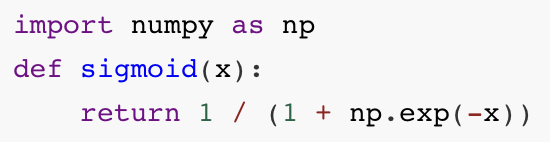 import numpy as np
def sigmoid(x):
    return 1 / (1 + np.exp(-x))